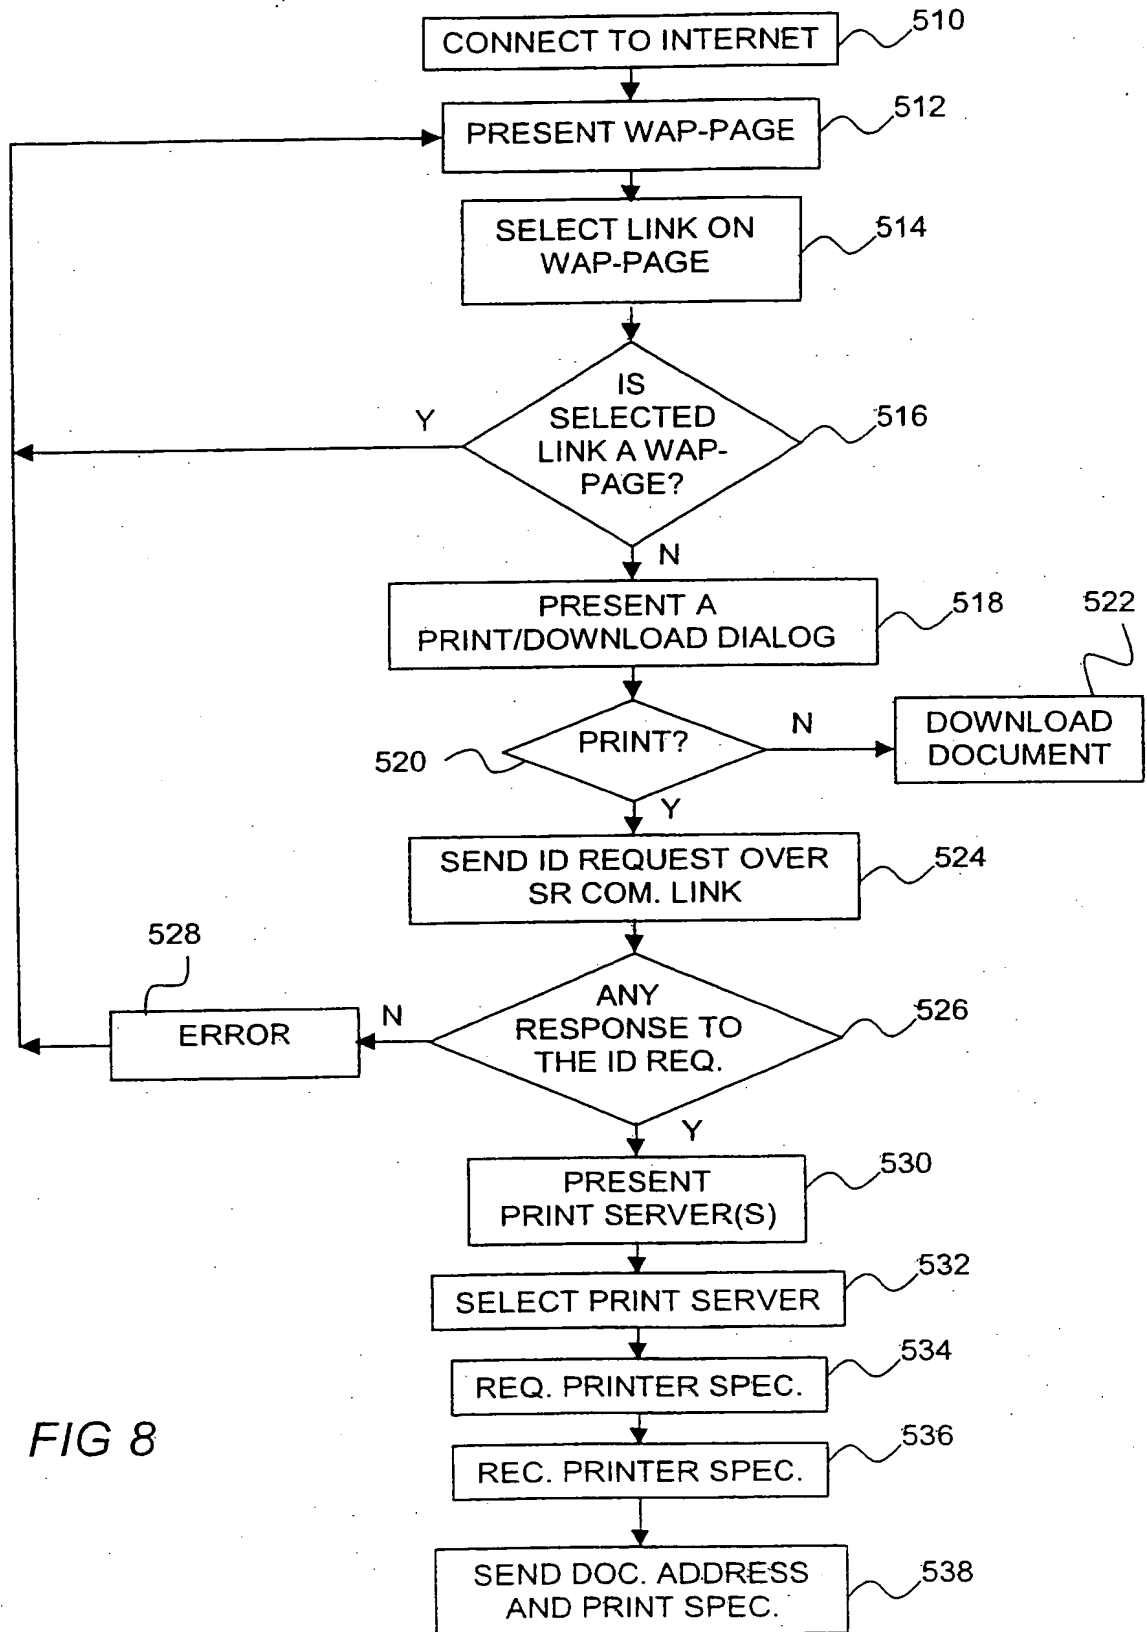 CONNECT TO INTERNET
510
PRESENT WAP-PAGE
512
SELECT LINK ON
WAP-PAGE
514
IS
SELECTED
LINK A WAP-
PAGE?
516
Y
N
PRESENT A
PRINT/DOWNLOAD DIALOG
518
522
PRINT?
520
N
DOWNLOAD
DOCUMENT
Y
SEND ID REQUEST OVER
SR COM. LINK
524
528
ERROR
N
ANY
RESPONSE TO
THE ID REQ.
526
Y
PRESENT
PRINT SERVER(S)
530
SELECT PRINT SERVER
532
REQ. PRINTER SPEC.
534
REC. PRINTER SPEC.
536
FIG 8
SEND DOC. ADDRESS
AND PRINT SPEC.
538